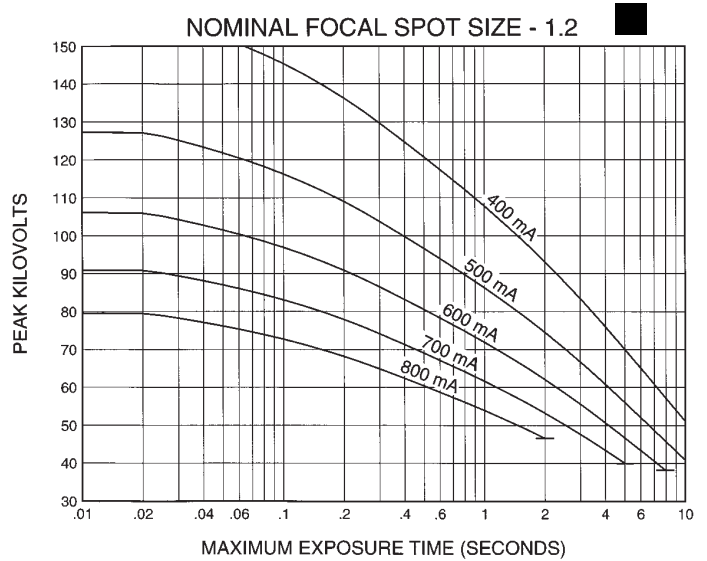 NOMINAL FOCAL SPOT SIZE - 1.2
150
140
130
120
110
100
90
80
70
60
50
40
30
PEAK KILOVOLTS
400 mA
500 mA
600 mA
700 mA
800 mA
.01 .02 .04 .06 .1 .2 .4 .6 1 2 4 6 10
MAXIMUM EXPOSURE TIME (SECONDS)